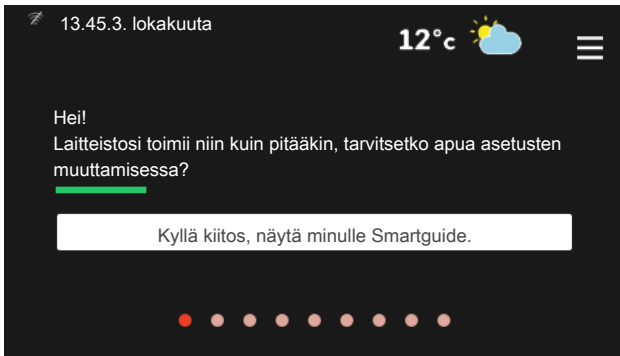 13.45.3. lokakuuta
12°c
Hei!
Laitteistosi toimii niin kuin pitääkin, tarvitsetko apua asetusten
muuttamisessa?
Kyllä kiitos, näytä minulle Smartguide.